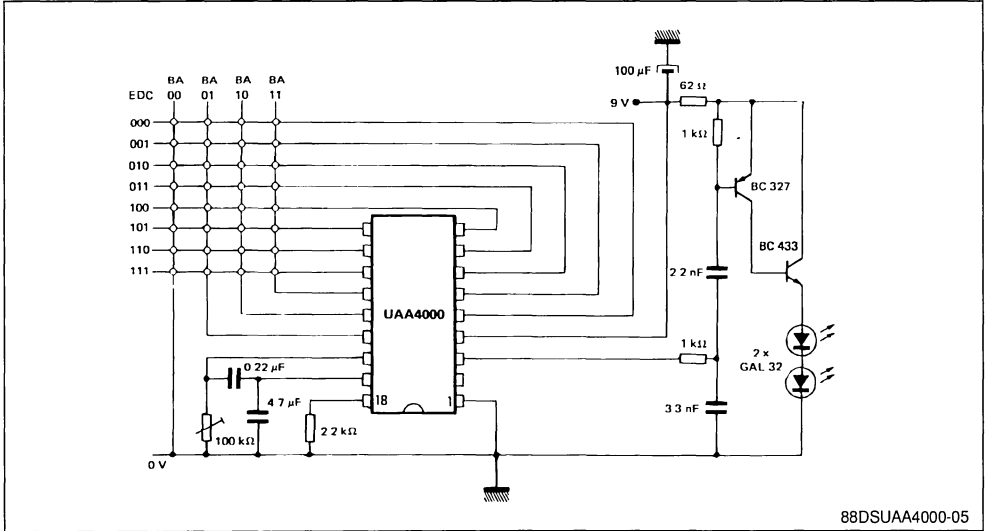 100 µF
BA BA BA BA
EDC 00 01 10 11
62 Ω
9 V
000
1 kΩ
001
010
011
BC 327
100
101
110
BC 433
111
2 2 nF
UAA4000
1 kΩ
2 x
GAL 32
0 22 µF
4 7 µF
18
1
3 3 nF
100 kΩ
2 2 kΩ
0 V
88DSUAA4000-05